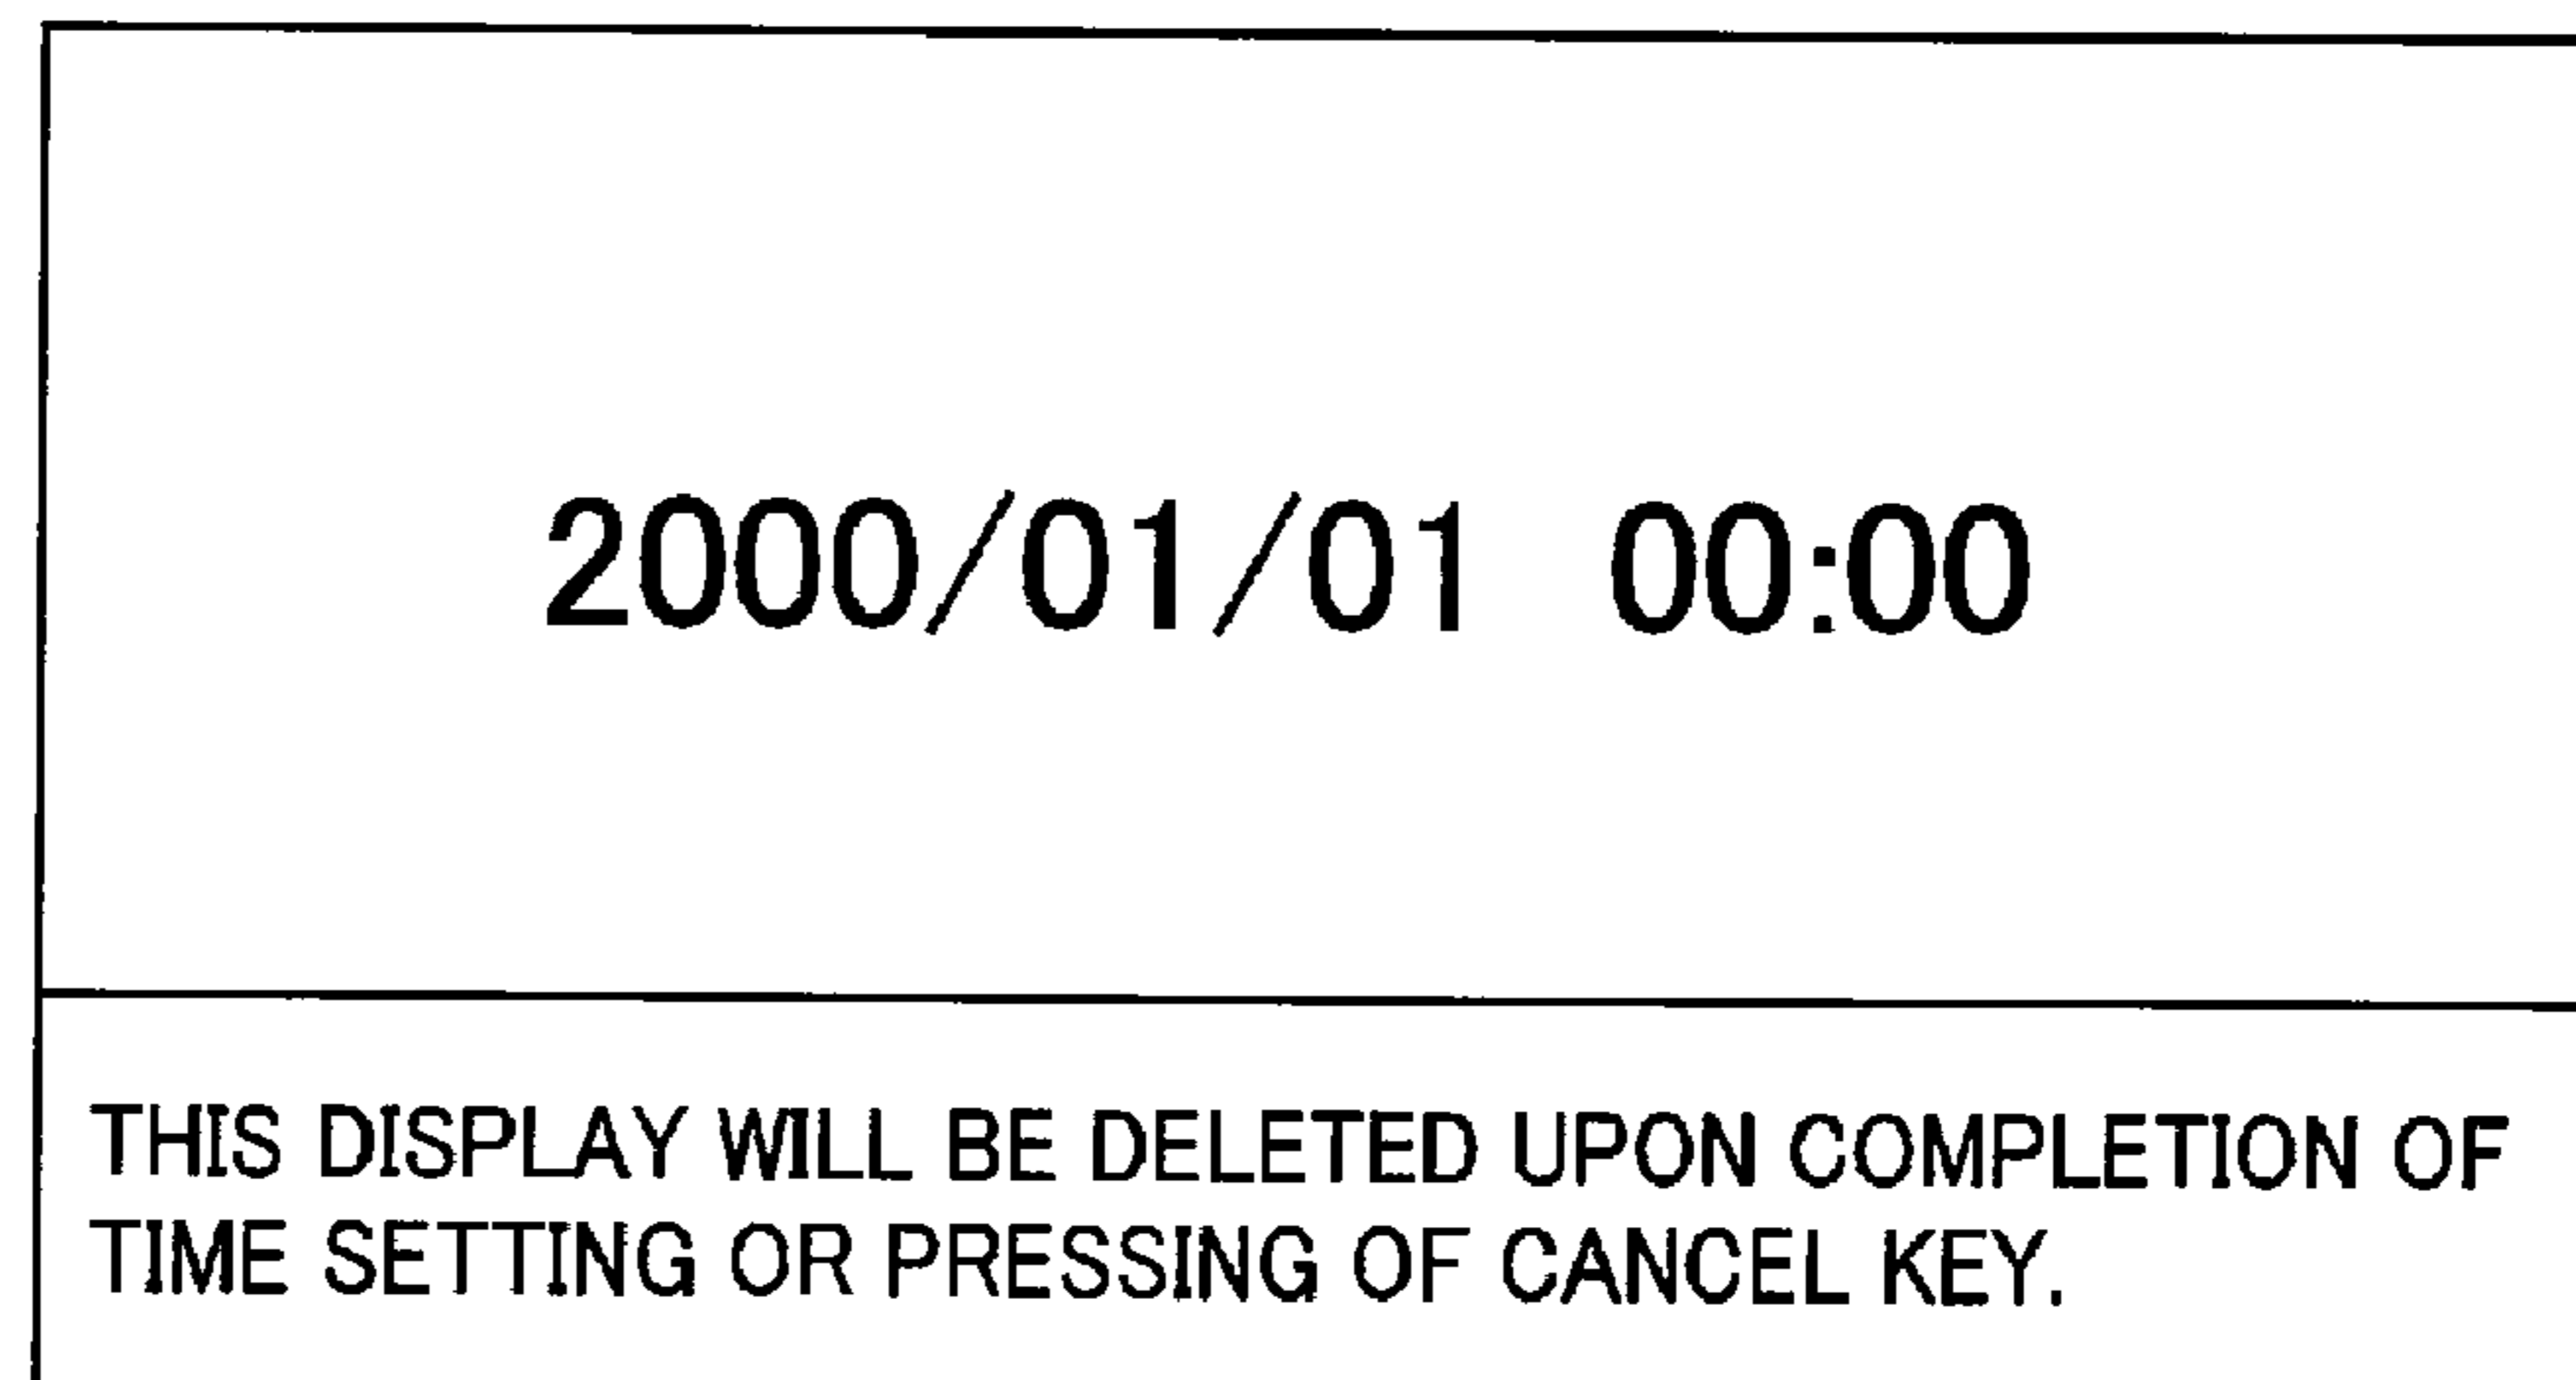 2000/01/01 00:00
THIS DISPLAY WILL BE DELETED UPON COMPLETION OF
TIME SETTING OR PRESSING OF CANCEL KEY.